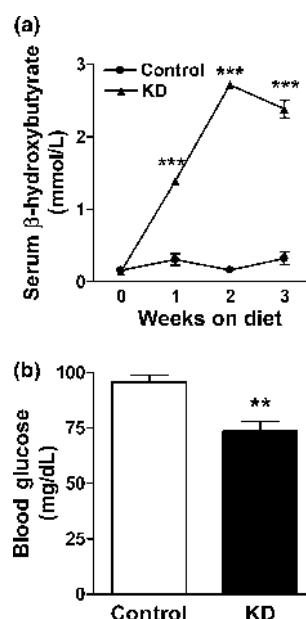 (a)
Control
KD
***
***
***
Serum β-hydroxybutyrate
(mmol/L)
3
2
1
0
0 1 2 3
Weeks on diet
(b)
Blood glucose
(mg/dL)
100
75
50
25
0
**
Control KD